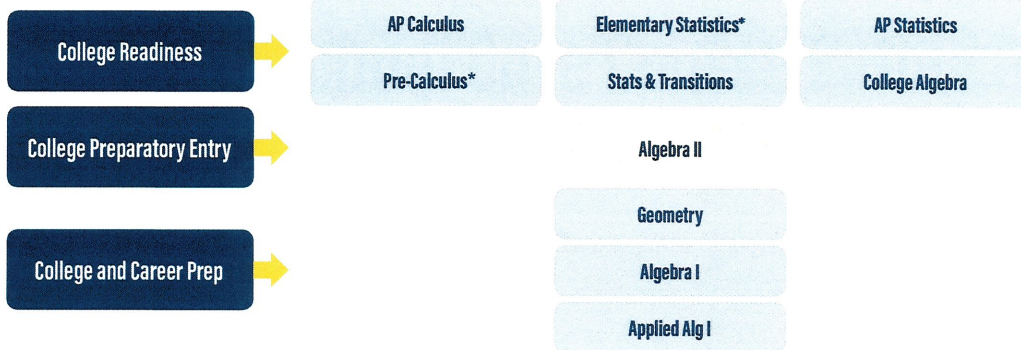 College Readiness
AP Calculus
Elementary Statistics*
AP Statistics
Pre-Calculus*
Stats & Transitions
College Algebra
College Preparatory Entry
Algebra II
Geometry
College and Career Prep
Algebra I
Applied Alg I